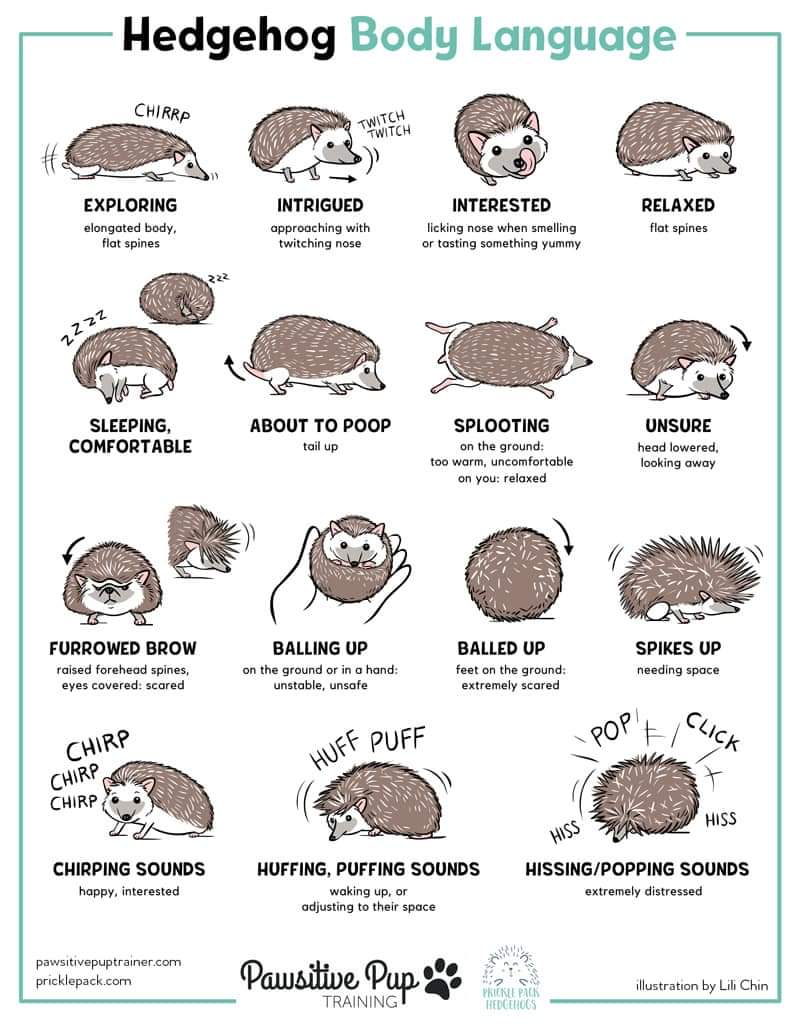 Hedgehog Body Language
CHIRRP
TWITCH
TWITCH
EXPLORING
elongated body,
flat spines
INTRIGUED
approaching with
twitching nose
INTERESTED
licking nose when smelling
or tasting something yummy
RELAXED
flat spines
zzz
ZZZZ
SLEEPING,
COMFORTABLE
ABOUT TO POOP
tail up
SPLOOTING
on the ground:
too warm, uncomfortable
on you: relaxed
UNSURE
head lowered,
looking away
FURROWED BROW
raised forehead spines,
eyes covered: scared
BALLING UP
on the ground or in a hand:
unstable, unsafe
BALLED UP
feet on the ground:
extremely scared
SPIKES UP
needing space
CHIRP
CHIRP
CHIRP
HUFF PUFF
POP!
CLICK
HISS
HISS
CHIRPING SOUNDS
happy, interested
HUFFING, PUFFING SOUNDS
waking up, or
adjusting to their space
HISSING/POPPING SOUNDS
extremely distressed
pawsitivepuptrainer.com
pricklepack.com
Pawsitive Pup
TRAINING
PRICKLE PACK
HEDGEHOGS
illustration by Lili Chin